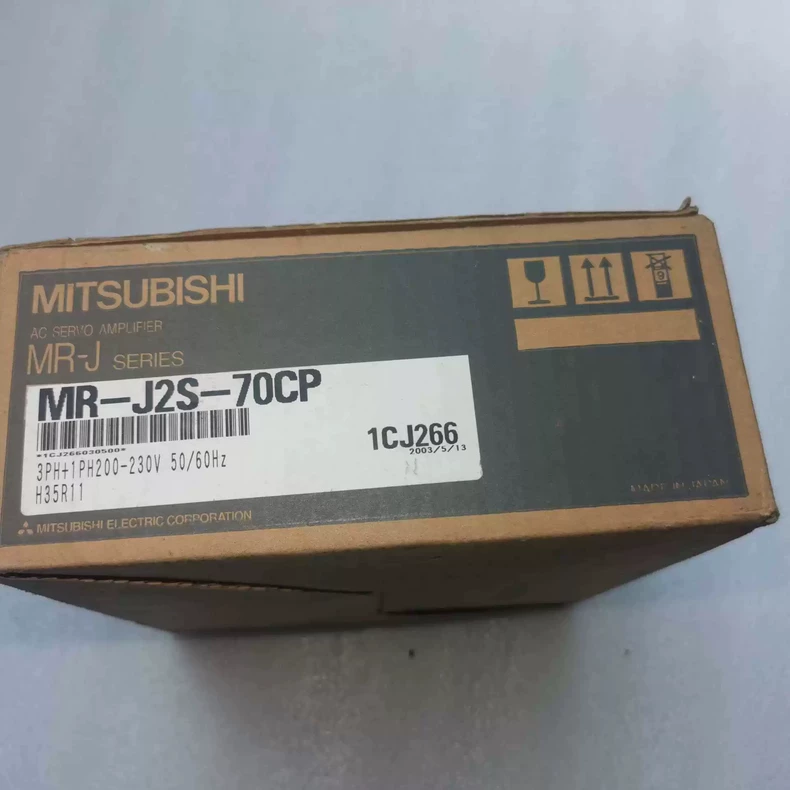 MITSUBISHI
AC SERVO AMPLIFIER
MR-J SERIES
MR-J2S-70CP
*1CJ266030500*
1CJ266
2003/5/13
3PH+1PH200-230V 50/60Hz
H35R11
MITSUBISHI ELECTRIC CORPORATION
MADE IN JAPAN